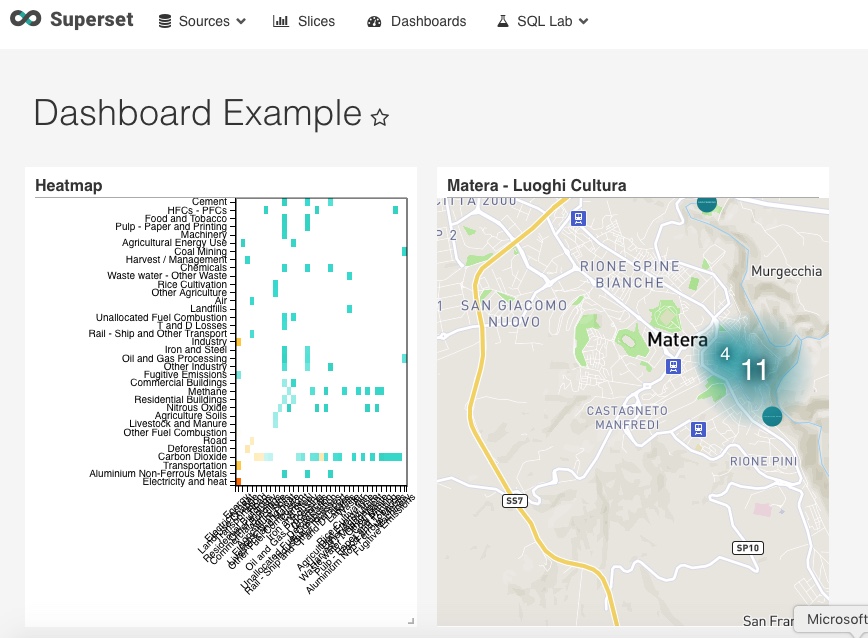 Superset
Sources
Slices
Dashboards
SQL Lab
Dashboard Example
Heatmap
Cement
HFCs - PFCs
Food and Tobacco
Pulp - Paper and Printing
Machinery
Agricultural Energy Use
Coal Mining
Harvest / Management
Chemicals
Waste water - Other Waste
Rice Cultivation
Other Agriculture
Air
Landfills
Unallocated Fuel Combustion
T and D Losses
Rail - Ship and Other Transport
Industry
Iron and Steel
Oil and Gas Processing
Other Industry
Fugitive Emissions
Commercial Buildings
Methane
Residential Buildings
Nitrous Oxide
Agriculture Soils
Livestock and Manure
Other Fuel Combustion
Road
Deforestation
Carbon Dioxide
Transportation
Aluminium Non-Ferrous Metals
Electricity and heat
Fugitive Emissions
Matera - Luoghi Cultura
2000
P 2
RIONE SPINE
BIANCHE
Murgecchia
1
SAN GIACOMO
NUOVO
Matera
4
11
CASTAGNETO
MANFREDI
RIONE PINI
SS7
SP10
San Fran
Microsoft